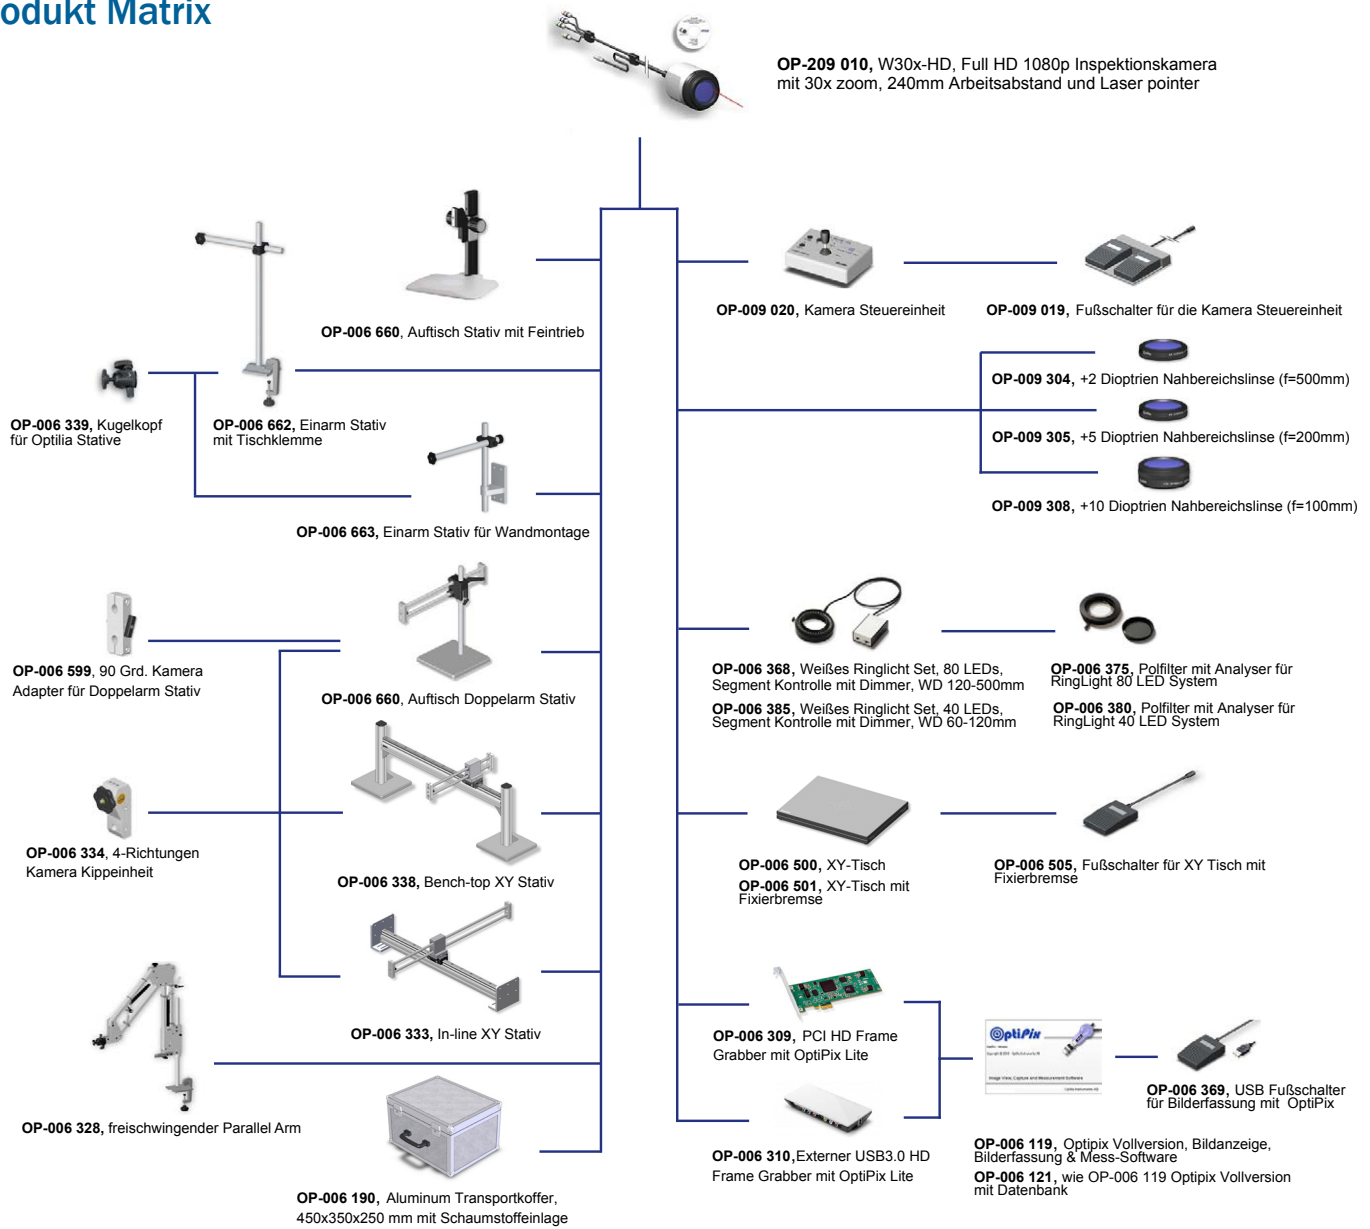 odukt Matrix
OP-209 010, W30x-HD, Full HD 1080p Inspektionskamera
mit 30x zoom, 240mm Arbeitsabstand und Laser pointer
OP-006 660, Auftisch Stativ mit Feintrieb
OP-009 020, Kamera Steuereinheit
OP-009 019, Fußschalter für die Kamera Steuereinheit
OP-006 339, Kugelkopf
für Optilia Stative
OP-006 662, Einarm Stativ
mit Tischklemme
OP-009 304, +2 Dioptrien Nahbereichslinse (f=500mm)
OP-009 305, +5 Dioptrien Nahbereichslinse (f=200mm)
OP-009 308, +10 Dioptrien Nahbereichslinse (f=100mm)
OP-006 663, Einarm Stativ für Wandmontage
OP-006 599, 90 Grd. Kamera
Adapter für Doppelarm Stativ
OP-006 660, Auftisch Doppelarm Stativ
OP-006 368, Weißes Ringlicht Set, 80 LEDs,
Segment Kontrolle mit Dimmer, WD 120-500mm
OP-006 385, Weißes Ringlicht Set, 40 LEDs,
Segment Kontrolle mit Dimmer, WD 60-120mm
OP-006 375, Polfilter mit Analyser für
RingLight 80 LED System
OP-006 380, Polfilter mit Analyser für
RingLight 40 LED System
OP-006 334, 4-Richtungen
Kamera Kippeinheit
OP-006 338, Bench-top XY Stativ
OP-006 500, XY-Tisch
OP-006 501, XY-Tisch mit
Fixierbremse
OP-006 505, Fußschalter für XY Tisch mit
Fixierbremse
OP-006 333, In-line XY Stativ
OP-006 309, PCI HD Frame
Grabber mit OptiPix Lite
OptiPix
Image View, Capture and Measurement Software
OP-006 369, USB Fußschalter
für Bilderfassung mit OptiPix
OP-006 328, freischwingender Parallel Arm
OP-006 310,Externer USB3.0 HD
Frame Grabber mit OptiPix Lite
OP-006 119, Optipix Vollversion, Bildanzeige,
Bilderfassung & Mess-Software
OP-006 121, wie OP-006 119 Optipix Vollversion
mit Datenbank
OP-006 190, Aluminum Transportkoffer,
450x350x250 mm mit Schaumstoffeinlage